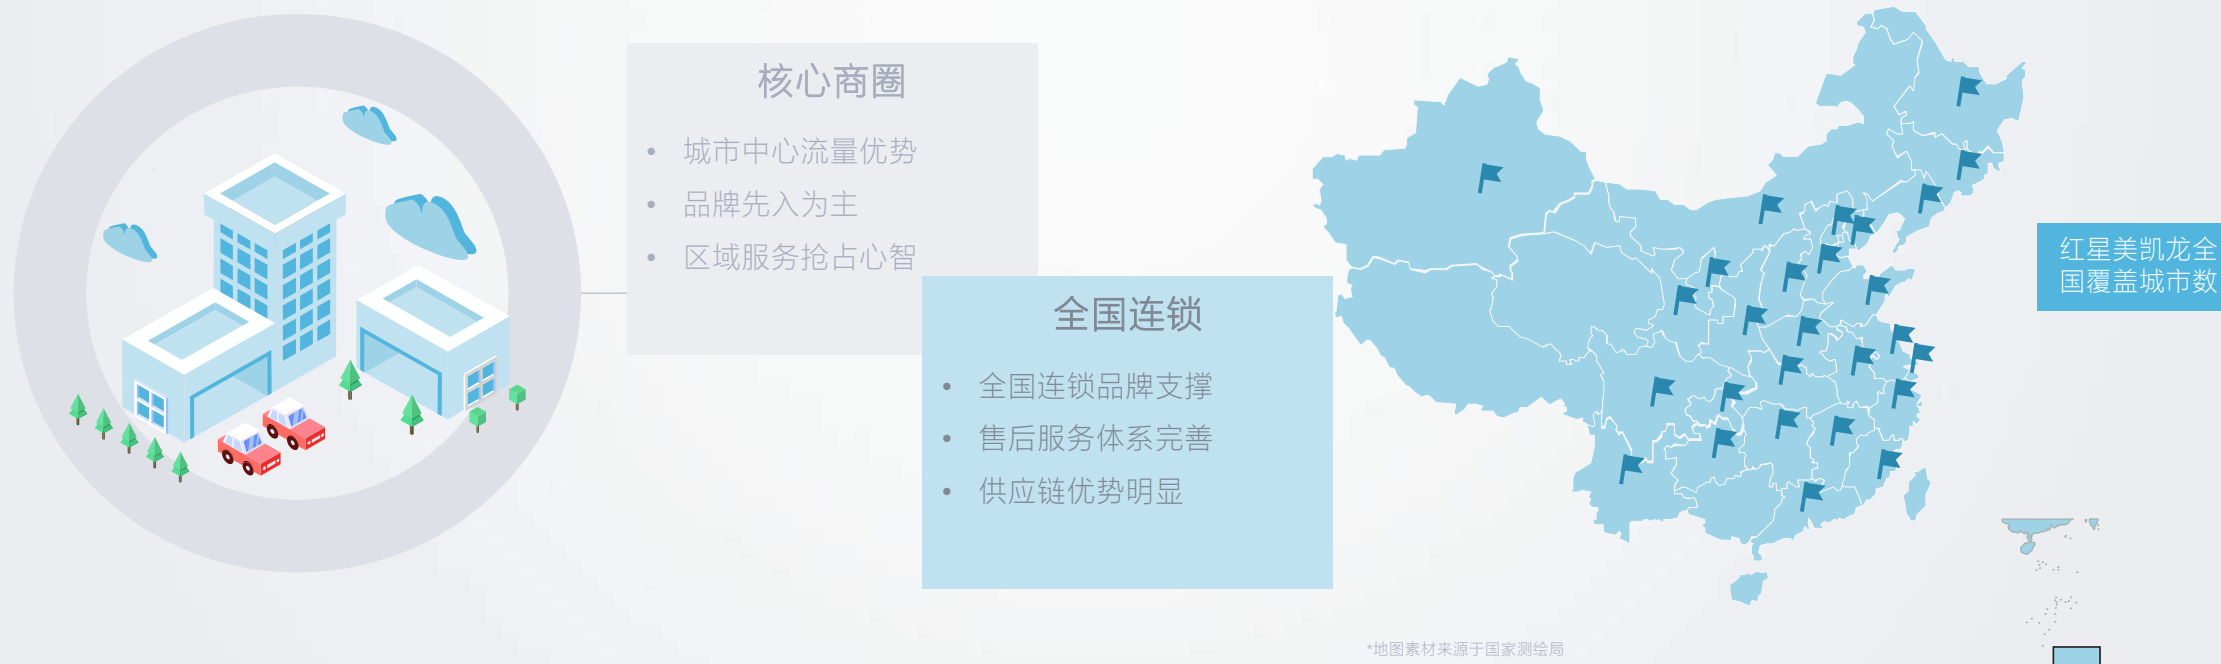 核心商圈
• 城市中心流量优势
• 品牌先入为主
• 区域服务抢占心智
全国连锁
• 全国连锁品牌支撑
• 售后服务体系完善
• 供应链优势明显
红星美凯龙全
国覆盖城市数
*地图素材来源于国家测绘局